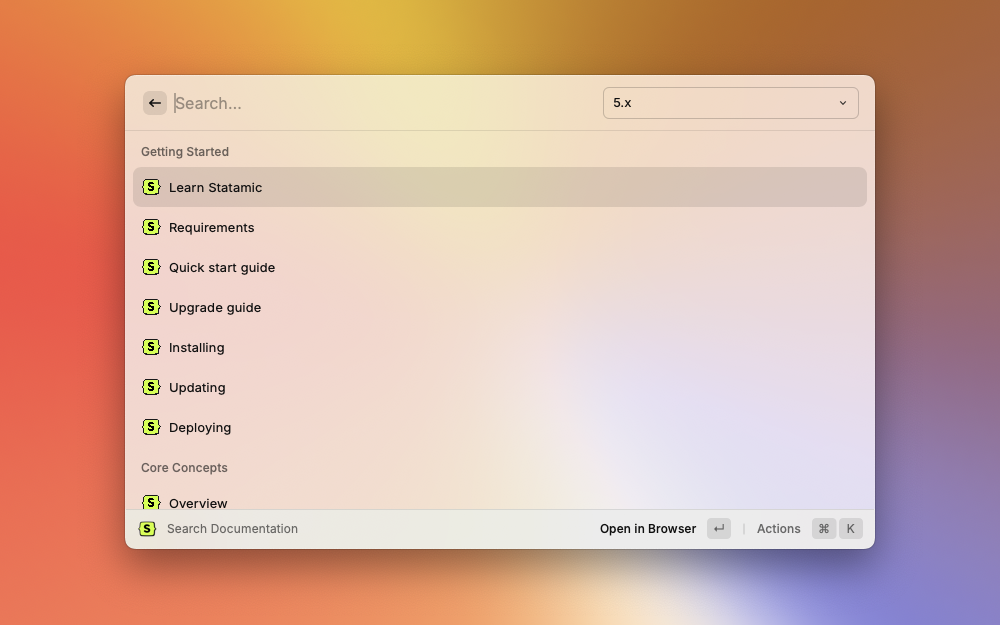 Search...
5.x
Getting Started
S Learn Statamic
S Requirements
S Quick start guide
S Upgrade guide
S Installing
S Updating
S Deploying
Core Concepts
S Overview
S Search Documentation
Open in Browser ↵ | Actions ⌘ K